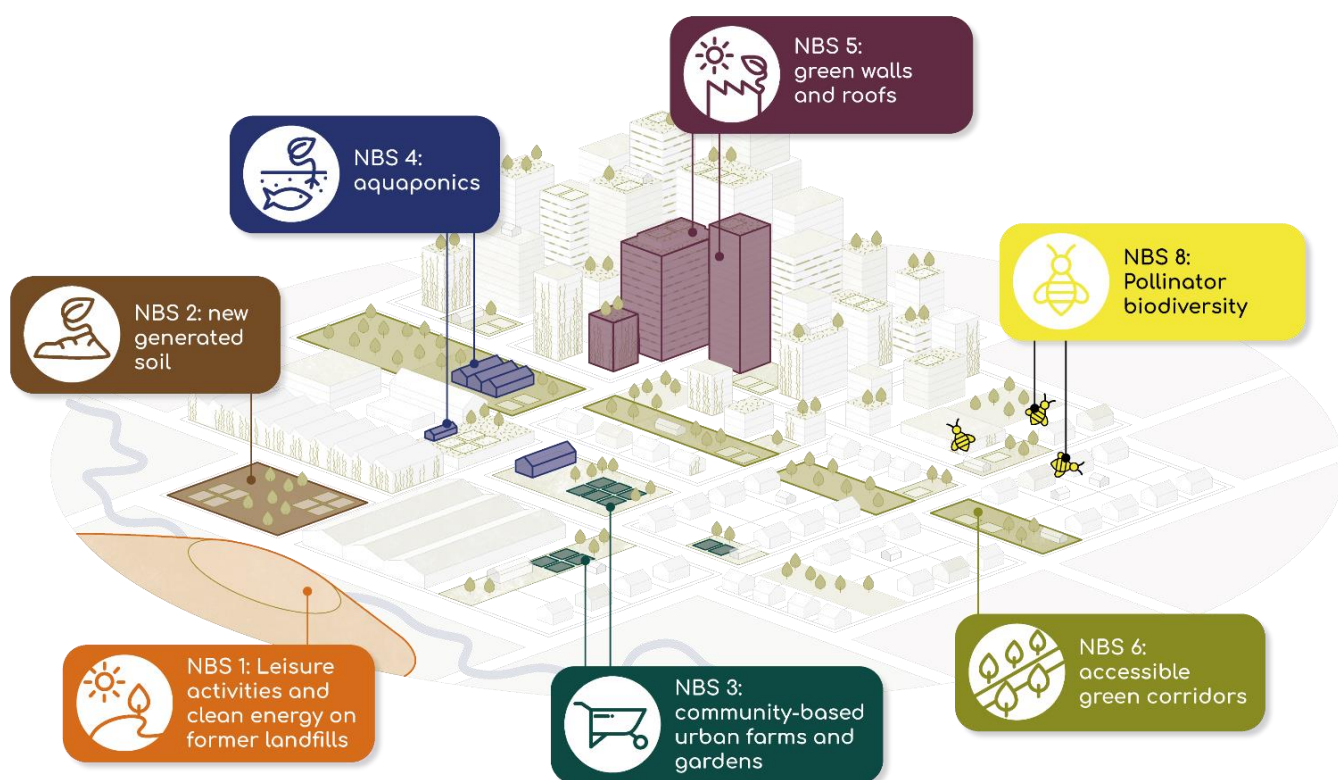 NBS 5:
green walls
and roofs
NBS 4:
aquaponics
NBS 8:
Pollinator
biodiversity
NBS 2: new
generated
soil
NBS 1: Leisure
activities and
clean energy on
former landfills
NBS 3:
community-based
urban farms and
gardens
NBS 6:
accessible
green corridors